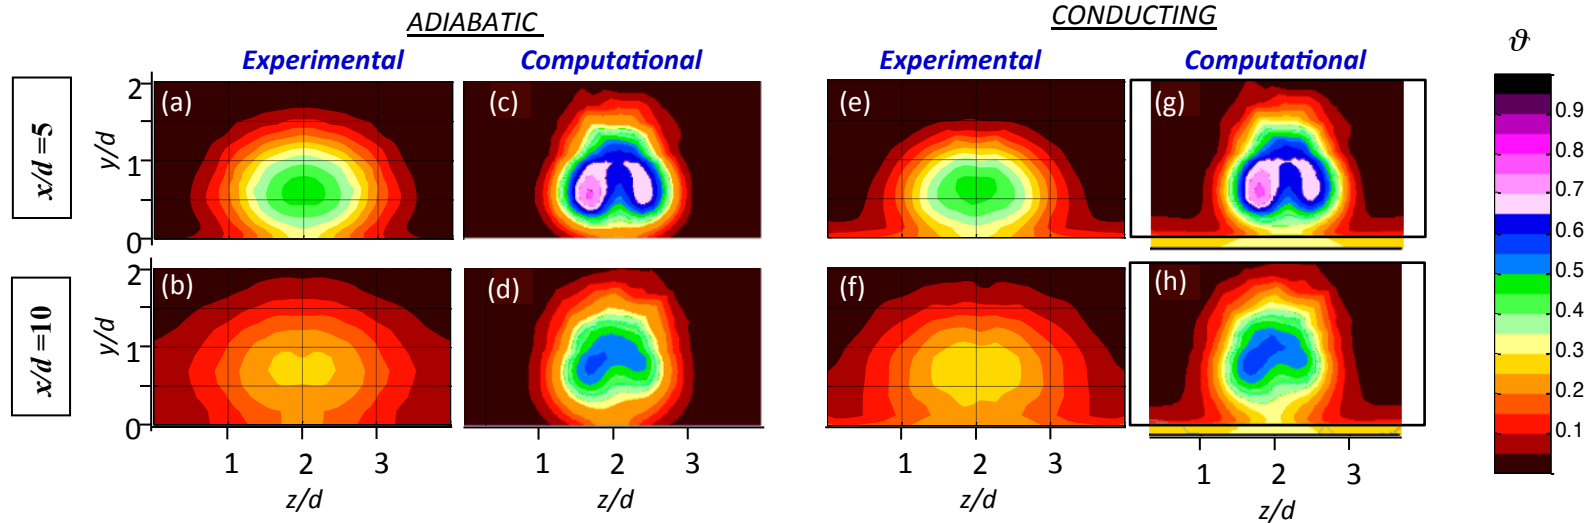 ADIABATIC
CONDUCTING
Experimental
Computational
Experimental
Computational
ϑ
x/d =5
y/d
2
1
0
(a)
(c)
(e)
(g)
x/d =10
y/d
2
1
0
(b)
(d)
(f)
(h)
1 2 3
1 2 3
1 2 3
1 2 3
z/d
z/d
z/d
z/d
0.9
0.8
0.7
0.6
0.5
0.4
0.3
0.2
0.1